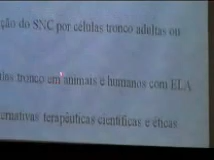 ção do SNC por células tronco adultas ou
las tronco em animais e humanos com ELA
ernativas terapêuticas científicas e éticas